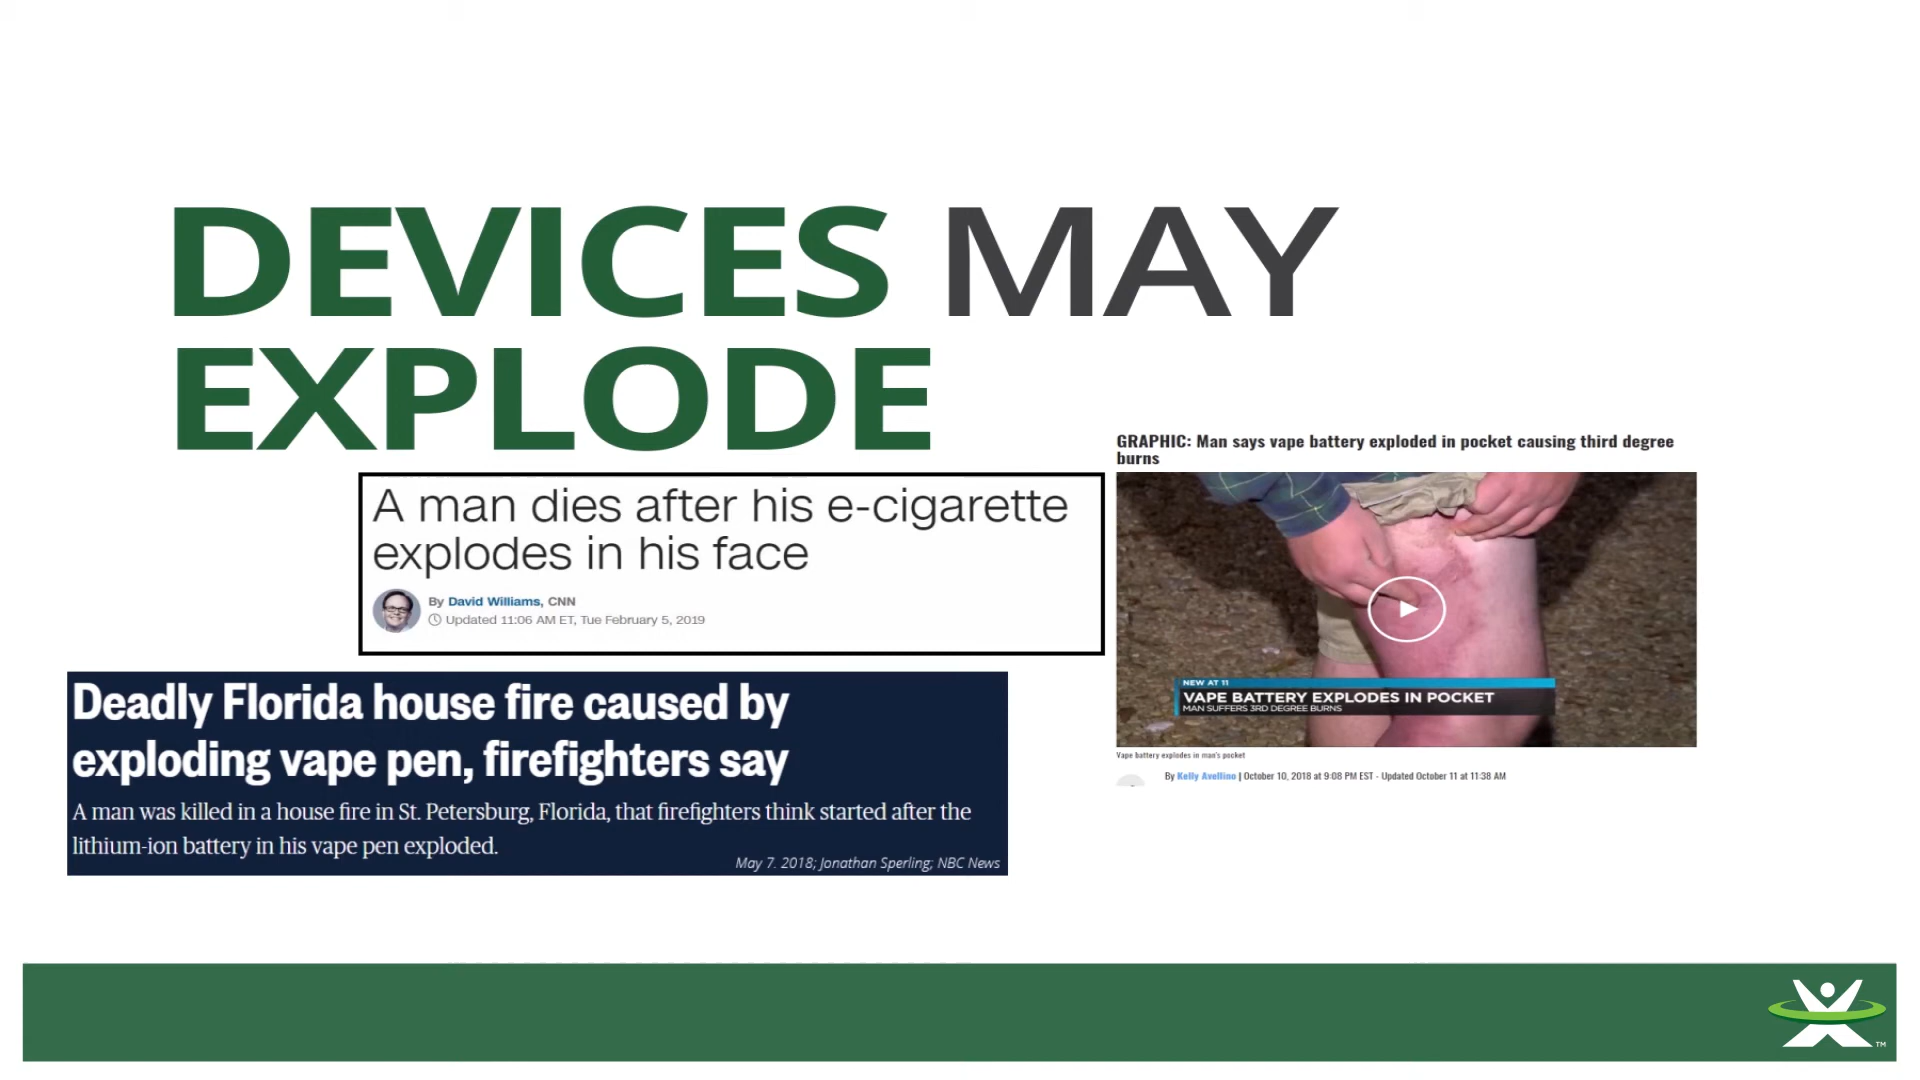 DEVICES MAY
EXPLODE
A man dies after his e-cigarette
explodes in his face
By David Williams, CNN
Updated 11:06 AM ET, Tue February 5, 2019
Deadly Florida house fire caused by
exploding vape pen, firefighters say
A man was killed in a house fire in St. Petersburg, Florida, that firefighters think started after the
lithium-ion battery in his vape pen exploded.
May 7. 2018; Jonathan Sperling; NBC News
GRAPHIC: Man says vape battery exploded in pocket causing third degree
burns
NEW AT 11
VAPE BATTERY EXPLODES IN POCKET
MAN SUFFERS 3RD DEGREE BURNS
Vape battery explodes in man's pocket
By Kelly Avellino | October 10, 2018 at 9:08 PM EST - Updated October 11 at 11:38 AM
TM